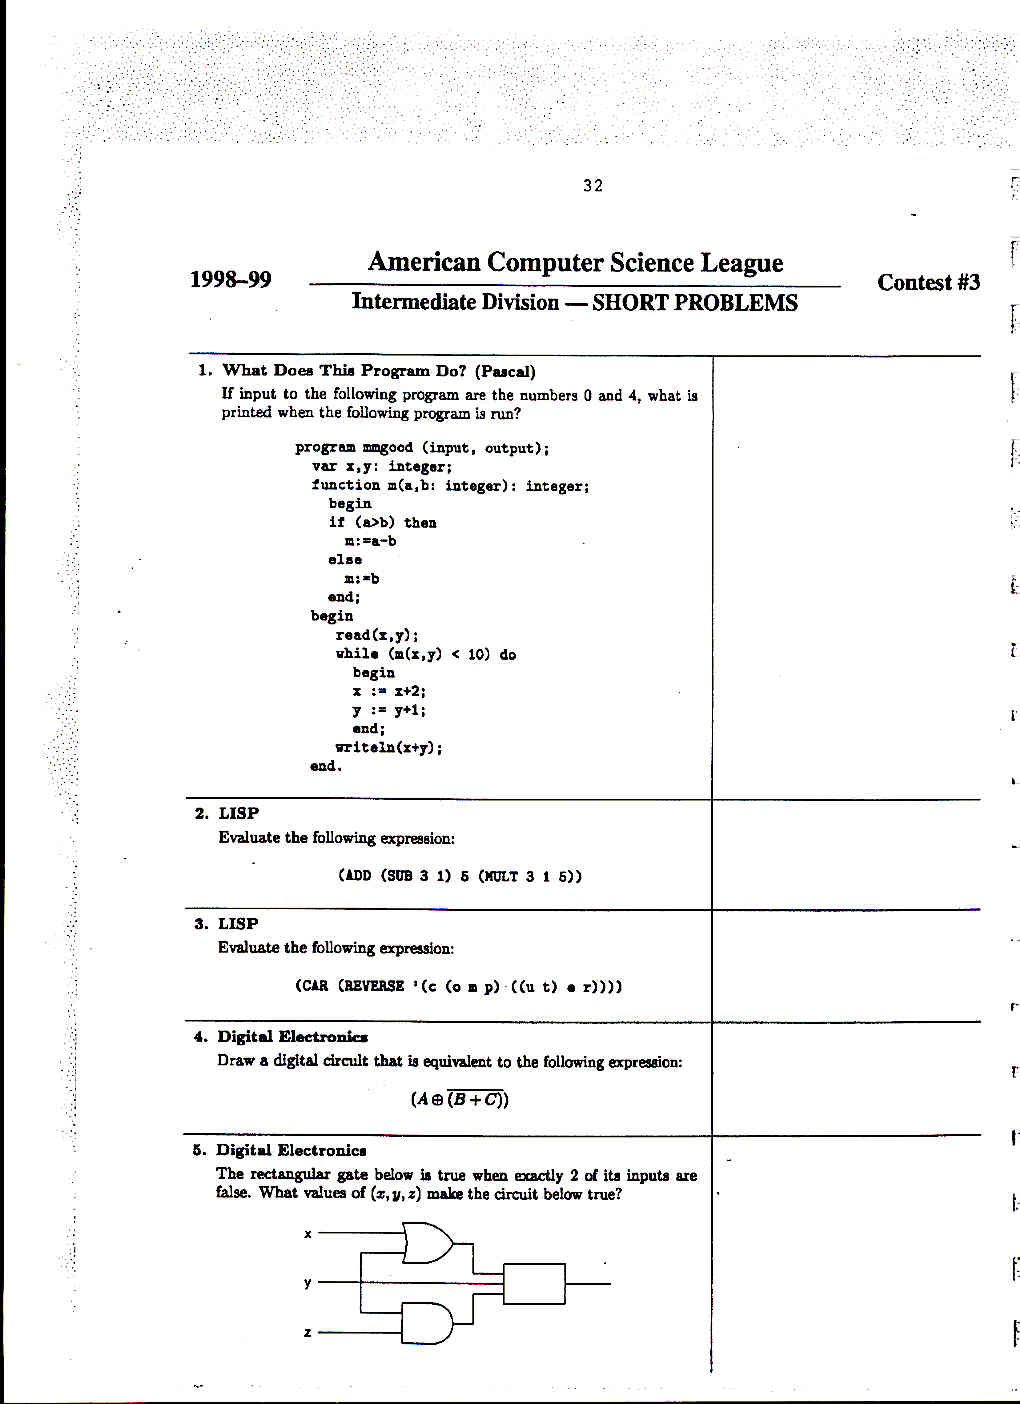 32
1998–99
American Computer Science League
Contest #3
Intermediate Division — SHORT PROBLEMS
1. What Does This Program Do? (Pascal)
If input to the following program are the numbers 0 and 4, what is
printed when the following program is run?
program mmgood (input, output);
var x,y: integer;
function m(a,b: integer): integer;
begin
if (a>b) then
m:=a-b
else
m:=b
end;
begin
read(x,y);
while (m(x,y) < 10) do
begin
x := x+2;
y := y+1;
end;
writeln(x+y);
end.
2. LISP
Evaluate the following expression:
(ADD (SUB 3 1) 5 (MULT 3 1 5))
3. LISP
Evaluate the following expression:
(CAR (REVERSE '(c (o m p) ((u t) e r))))
4. Digital Electronics
Draw a digital circuit that is equivalent to the following expression:
(A ⊕ \overline{(B + C)})
5. Digital Electronics
The rectangular gate below is true when exactly 2 of its inputs are
false. What values of (x, y, z) make the circuit below true?
x
y
z